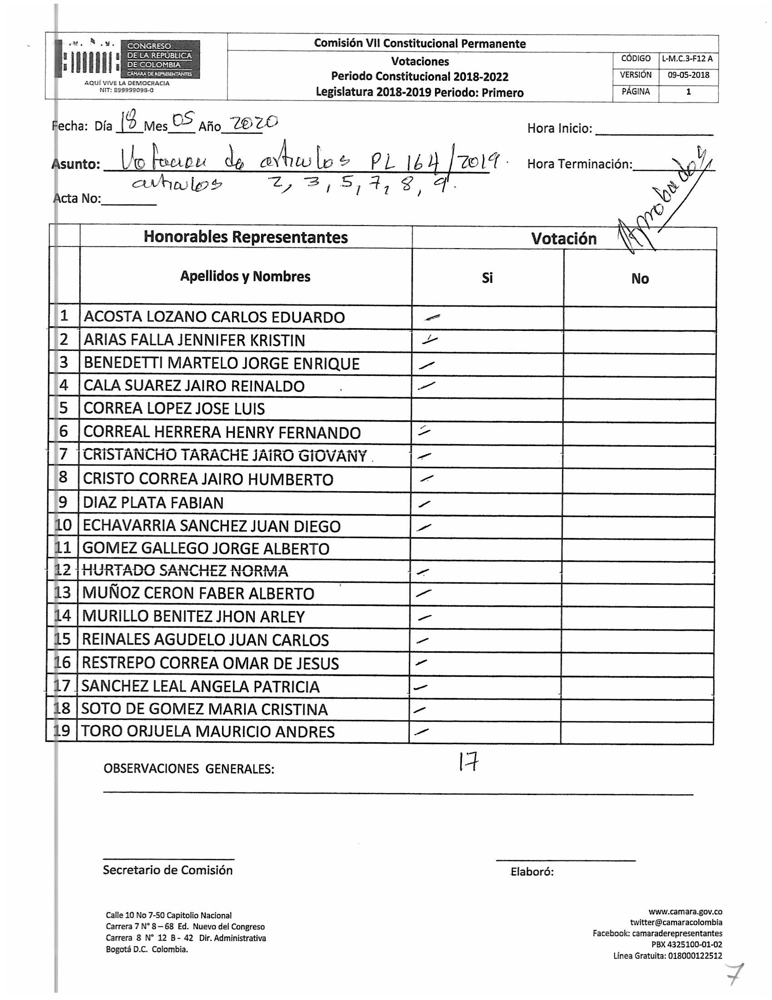 CONGRESO
DE LA REPÚBLICA
DE COLOMBIA
CÁMARA DE REPRESENTANTES
AQUÍ VIVE LA DEMOCRACIA
NIT: 899999098-0
Comisión VII Constitucional Permanente
Votaciones
Periodo Constitucional 2018-2022
Legislatura 2018-2019 Periodo: Primero
CÓDIGO L-M.C.3-F12 A
VERSIÓN 09-05-2018
PÁGINA 1
Fecha: Día 18 Mes 05 Año 2020 Hora Inicio:
Asunto: Votacion de articulos PL 164/2019. Hora Terminación:
articulos 2, 3, 5, 7, 8, 9.
Acta No:
Aprobado
Honorables Representantes Votación
Apellidos y Nombres Si No
1 ACOSTA LOZANO CARLOS EDUARDO
2 ARIAS FALLA JENNIFER KRISTIN
3 BENEDETTI MARTELO JORGE ENRIQUE
4 CALA SUAREZ JAIRO REINALDO
5 CORREA LOPEZ JOSE LUIS
6 CORREAL HERRERA HENRY FERNANDO
7 CRISTANCHO TARACHE JAIRO GIOVANY
8 CRISTO CORREA JAIRO HUMBERTO
9 DIAZ PLATA FABIAN
10 ECHAVARRIA SANCHEZ JUAN DIEGO
11 GOMEZ GALLEGO JORGE ALBERTO
12 HURTADO SANCHEZ NORMA
13 MUÑOZ CERON FABER ALBERTO
14 MURILLO BENITEZ JHON ARLEY
15 REINALES AGUDELO JUAN CARLOS
16 RESTREPO CORREA OMAR DE JESUS
17 SANCHEZ LEAL ANGELA PATRICIA
18 SOTO DE GOMEZ MARIA CRISTINA
19 TORO ORJUELA MAURICIO ANDRES
17
OBSERVACIONES GENERALES:
Secretario de Comisión
Elaboró:
Calle 10 No 7-50 Capitolio Nacional
Carrera 7 N° 8 – 68 Ed. Nuevo del Congreso
Carrera 8 N° 12 B - 42 Dir. Administrativa
Bogotá D.C. Colombia.
www.camara.gov.co
twitter@camaracolombia
Facebook: camaraderepresentantes
PBX 4325100-01-02
Línea Gratuita: 018000122512
7